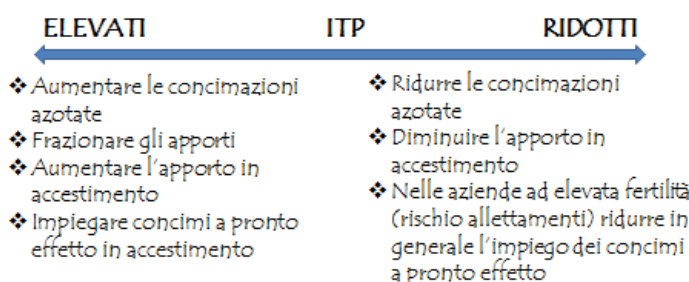 ELEVATI ITP RIDOTTI
❖ Aumentare le concimazioni
azotate
❖ Frazionare gli apporti
❖ Aumentare l'apporto in
accestimento
❖ Impiegare concimi a pronto
effetto in accestimento
❖ Ridurre le concimazioni
azotate
❖ Diminuire l'apporto in
accestimento
❖ Nelle aziende ad elevata fertilità
(rischio allettamenti) ridurre in
generale l'impiego dei concimi
a pronto effetto